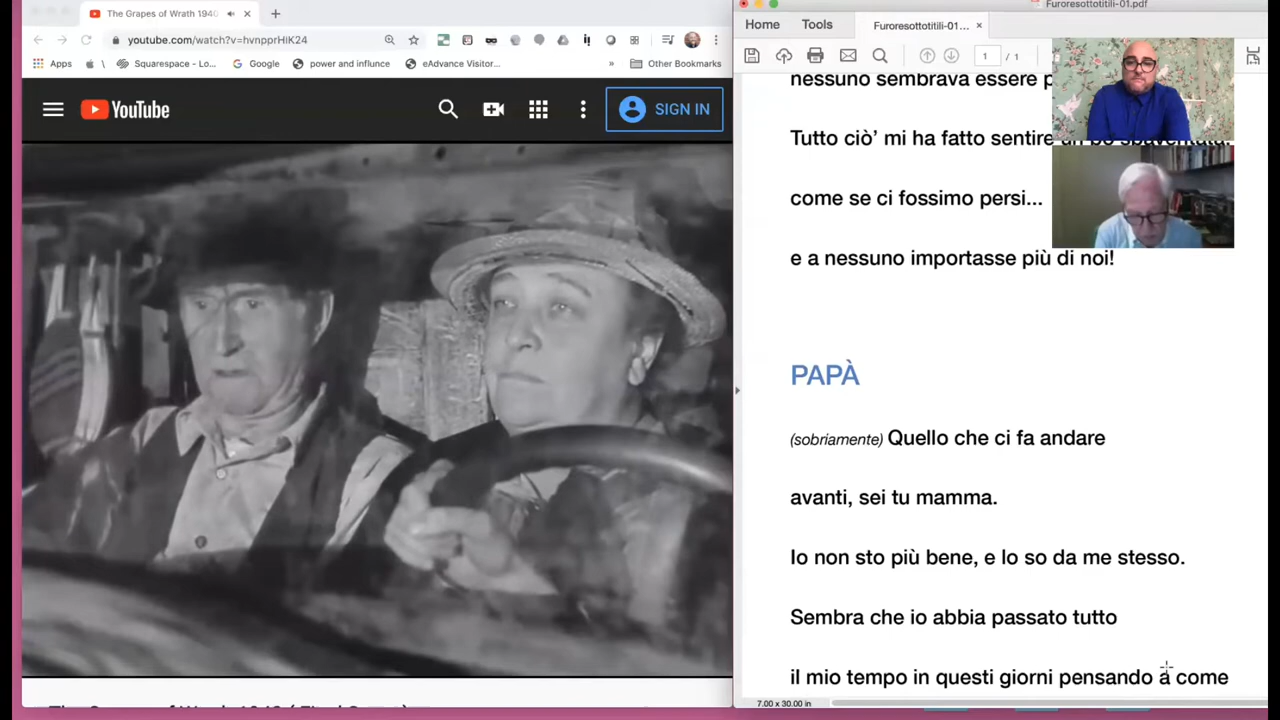 The Grapes of Wrath 1940
youtube.com/watch?v=hvnpprHIK24
Apps
Squarespace - Lo...
Google
power and influnce
eAdvance Visitor...
»
Other Bookmarks
YouTube
SIGN IN
Furoresottotitili-01.pdf
Home
Tools
Furoresottotitili-01...
1 / 1
nessuno sembrava essere
Tutto ciò' mi ha fatto sentire
come se ci fossimo persi...
e a nessuno importasse più di noi!
PAPÀ
(sobriamente) Quello che ci fa andare
avanti, sei tu mamma.
Io non sto più bene, e lo so da me stesso.
Sembra che io abbia passato tutto
il mio tempo in questi giorni pensando a come
7.00 x 30.00 in